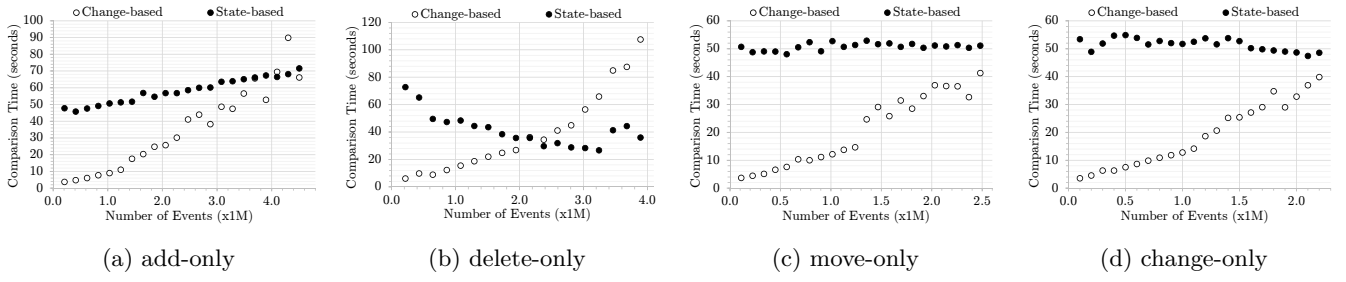 Change-based State-based
Comparison Time (seconds)
100
90
80
70
60
50
40
30
20
10
0
0.0 1.0 2.0 3.0 4.0
Number of Events (x1M)
(a) add-only
Change-based State-based
Comparison Time (seconds)
120
100
80
60
40
20
0
0.0 1.0 2.0 3.0 4.0
Number of Events (x1M)
(b) delete-only
Change-based State-based
Comparison Time (seconds)
60
50
40
30
20
10
0
0.0 0.5 1.0 1.5 2.0 2.5
Number of Events (x1M)
(c) move-only
Change-based State-based
Comparison Time (seconds)
60
50
40
30
20
10
0
0.0 0.5 1.0 1.5 2.0
Number of Events (x1M)
(d) change-only